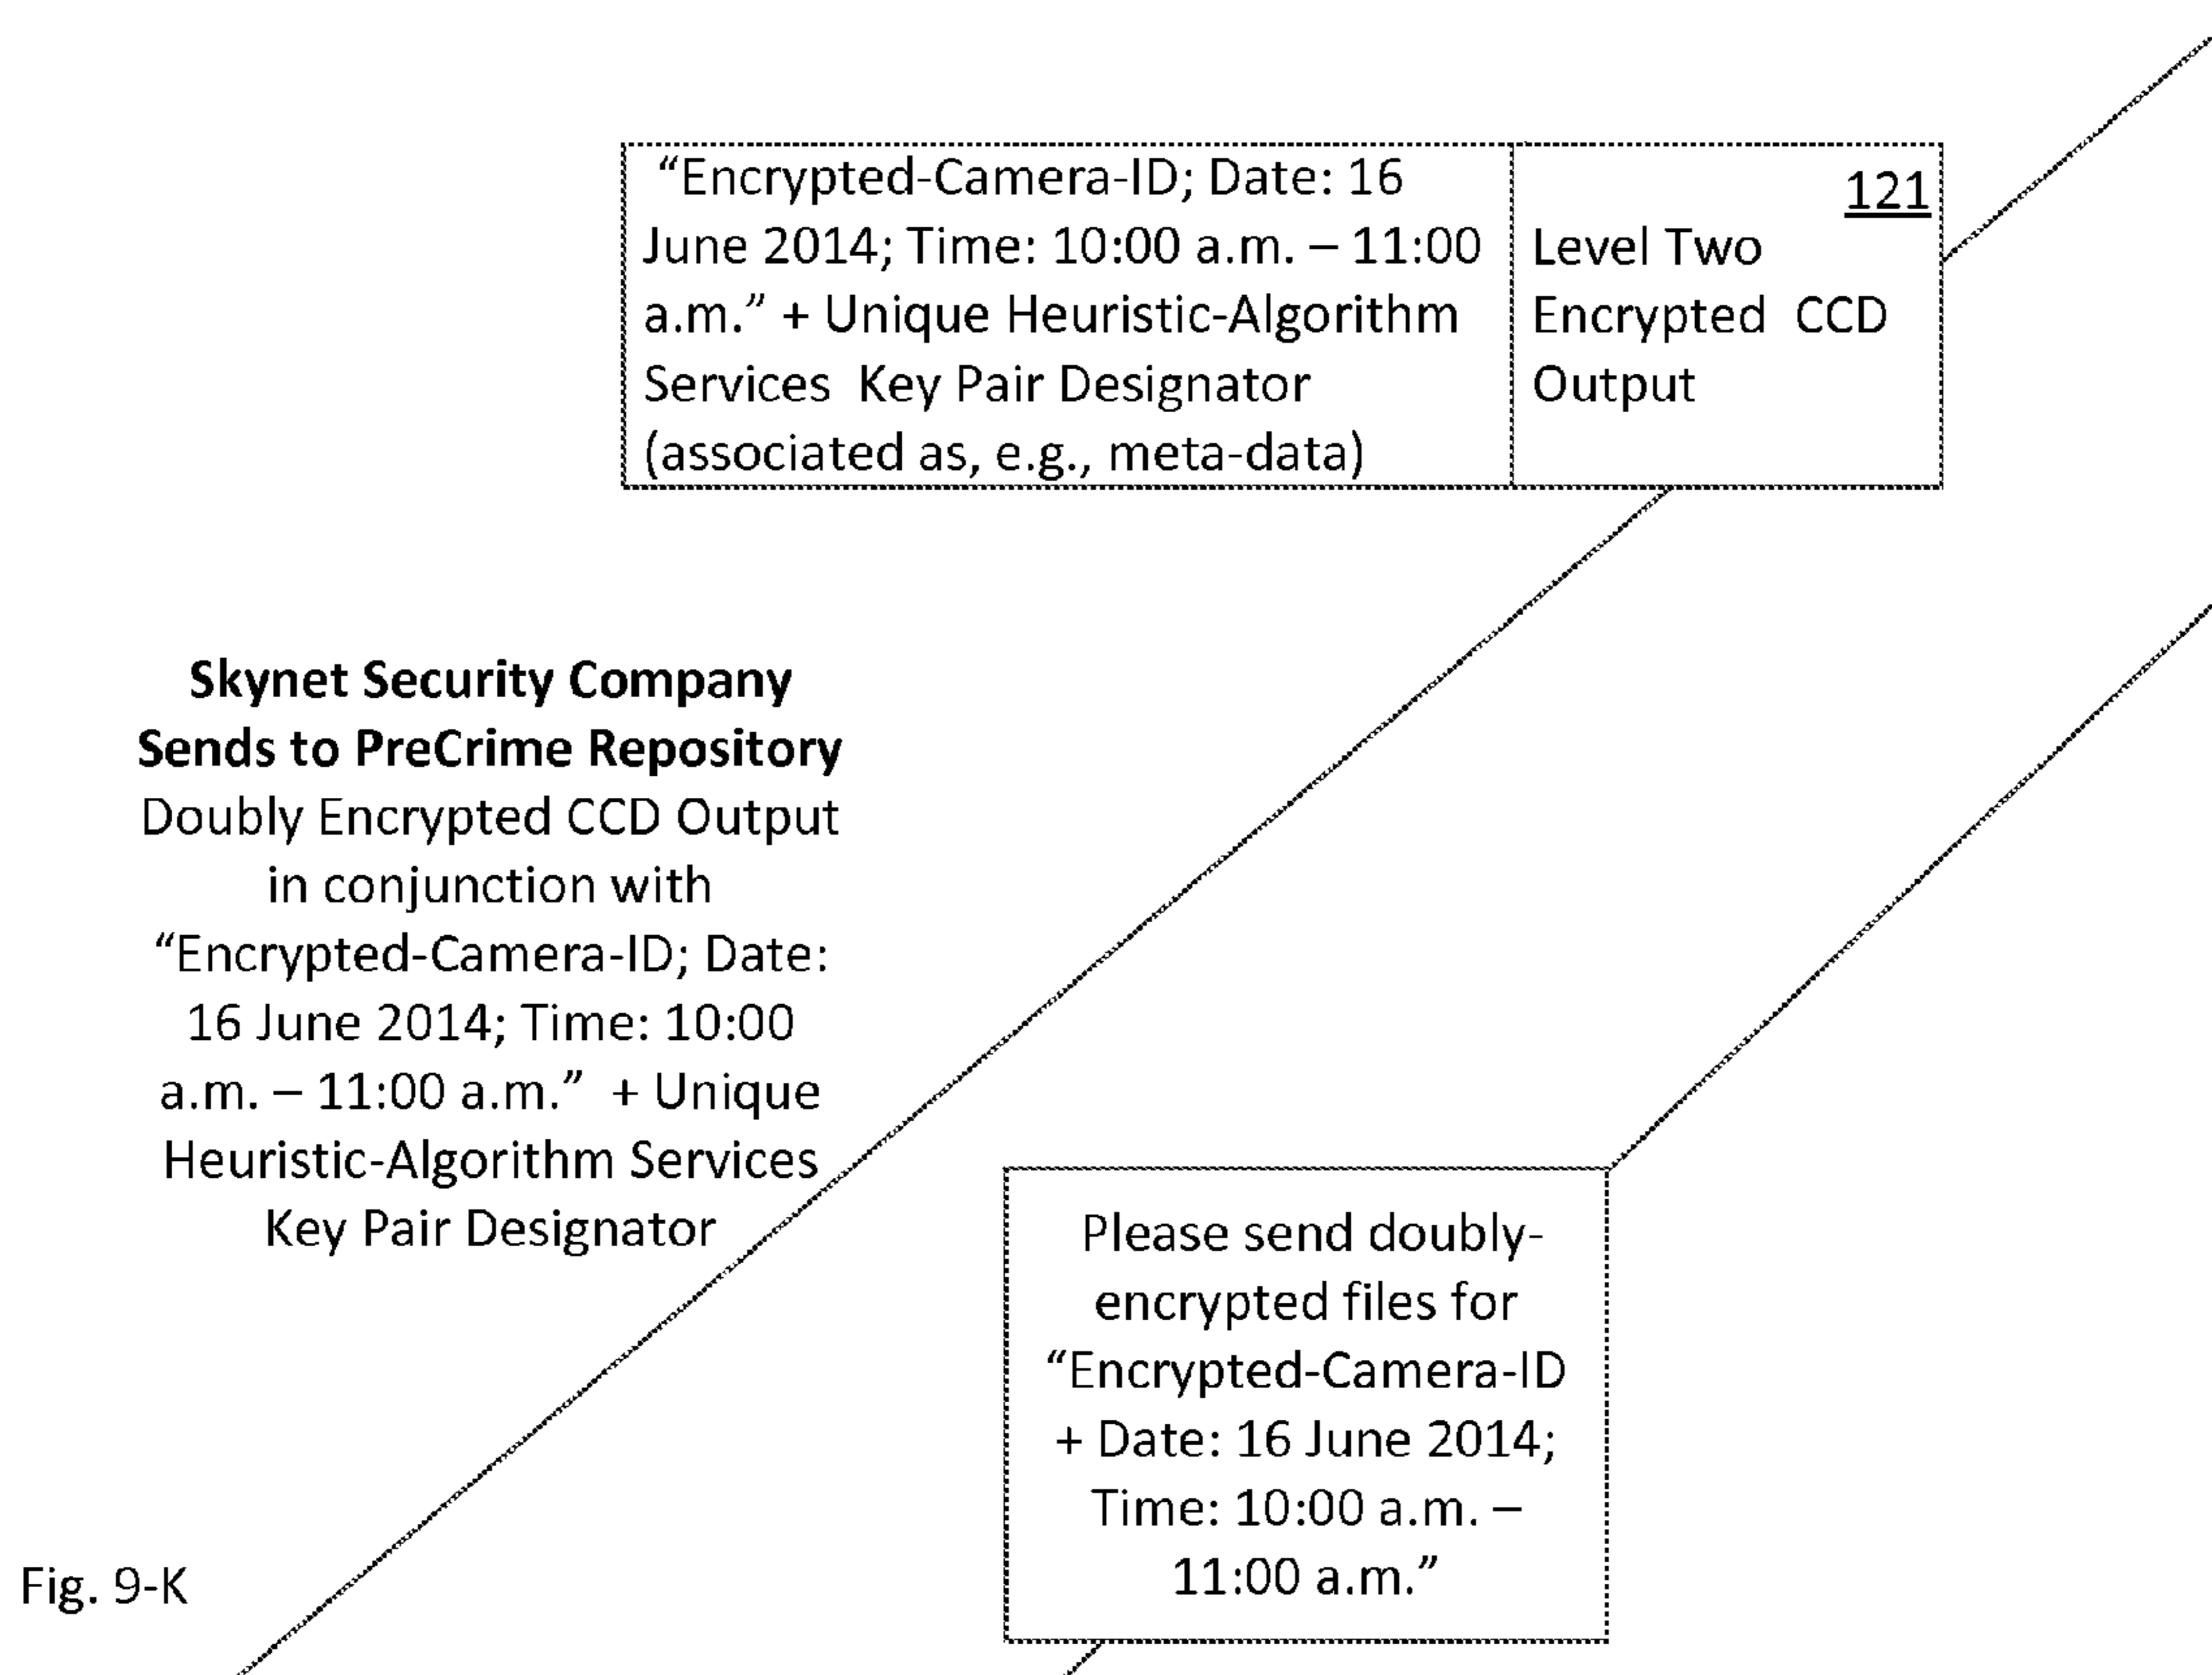 “Encrypted-Camera-ID; Date: 16
June 2014; Time: 10:00 a.m. – 11:00
a.m.” + Unique Heuristic-Algorithm
Services Key Pair Designator
(associated as, e.g., meta-data)
121
Level Two
Encrypted CCD
Output
Skynet Security Company
Sends to PreCrime Repository
Doubly Encrypted CCD Output
in conjunction with
“Encrypted-Camera-ID; Date:
16 June 2014; Time: 10:00
a.m. – 11:00 a.m.” + Unique
Heuristic-Algorithm Services
Key Pair Designator
Please send doubly-
encrypted files for
“Encrypted-Camera-ID
+ Date: 16 June 2014;
Time: 10:00 a.m. –
11:00 a.m.”
Fig. 9-K